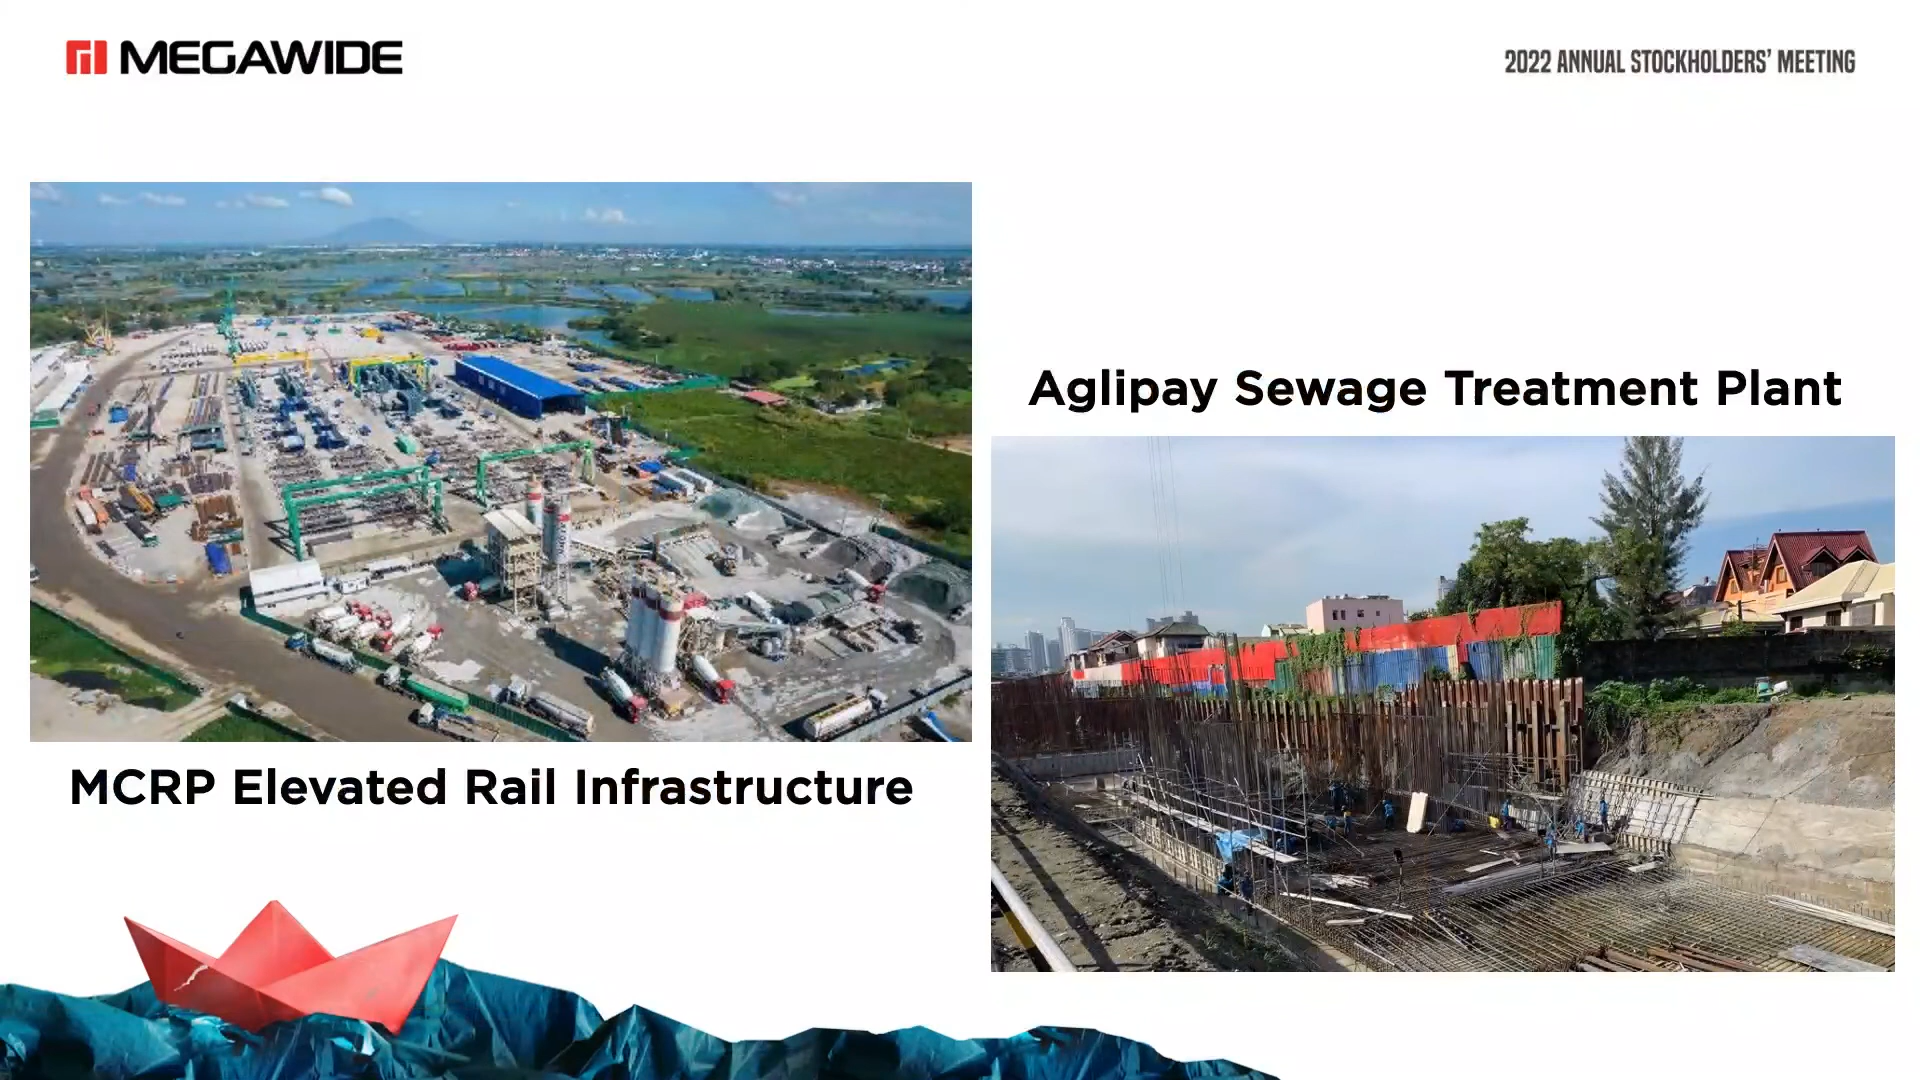 MEGAWIDE
2022 ANNUAL STOCKHOLDERS' MEETING
Aglipay Sewage Treatment Plant
MCRP Elevated Rail Infrastructure